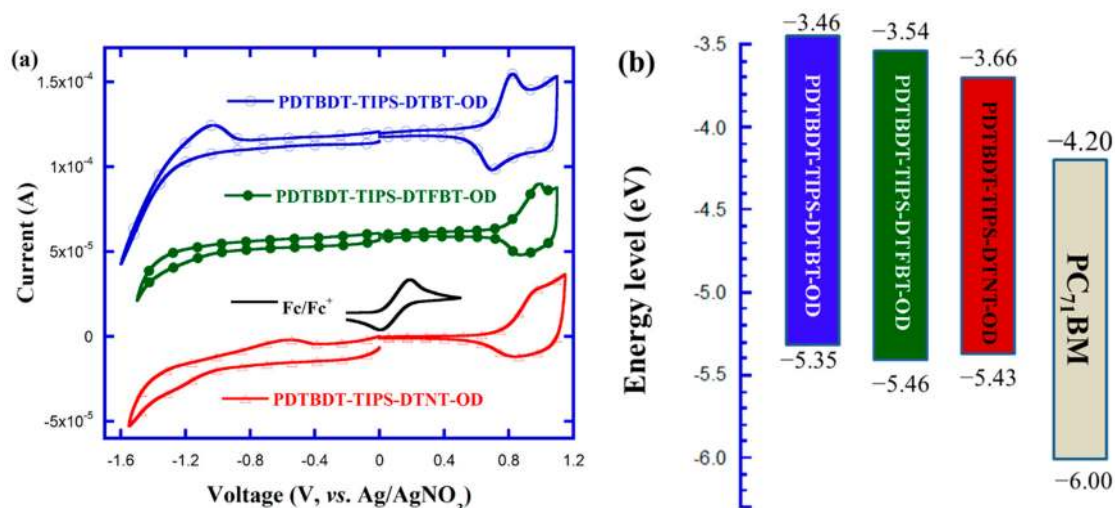 (a)
PDTBDT-TIPS-DTBT-OD
PDTBDT-TIPS-DTFBT-OD
Fc/Fc⁺
PDTBDT-TIPS-DTNT-OD
Current (A)
1.5x10⁻⁴
1x10⁻⁴
5x10⁻⁵
0
-5x10⁻⁵
-1.6
-1.2
-0.8
-0.4
0
0.4
0.8
1.2
Voltage (V, vs. Ag/AgNO₃)
(b)
Energy level (eV)
-3.5
-4.0
-4.5
-5.0
-5.5
-6.0
−3.46
PDTBDT-TIPS-DTBT-OD
−5.35
−3.54
PDTBDT-TIPS-DTFBT-OD
−5.46
−3.66
PDTBDT-TIPS-DTNT-OD
−5.43
−4.20
PC₇₁BM
−6.00